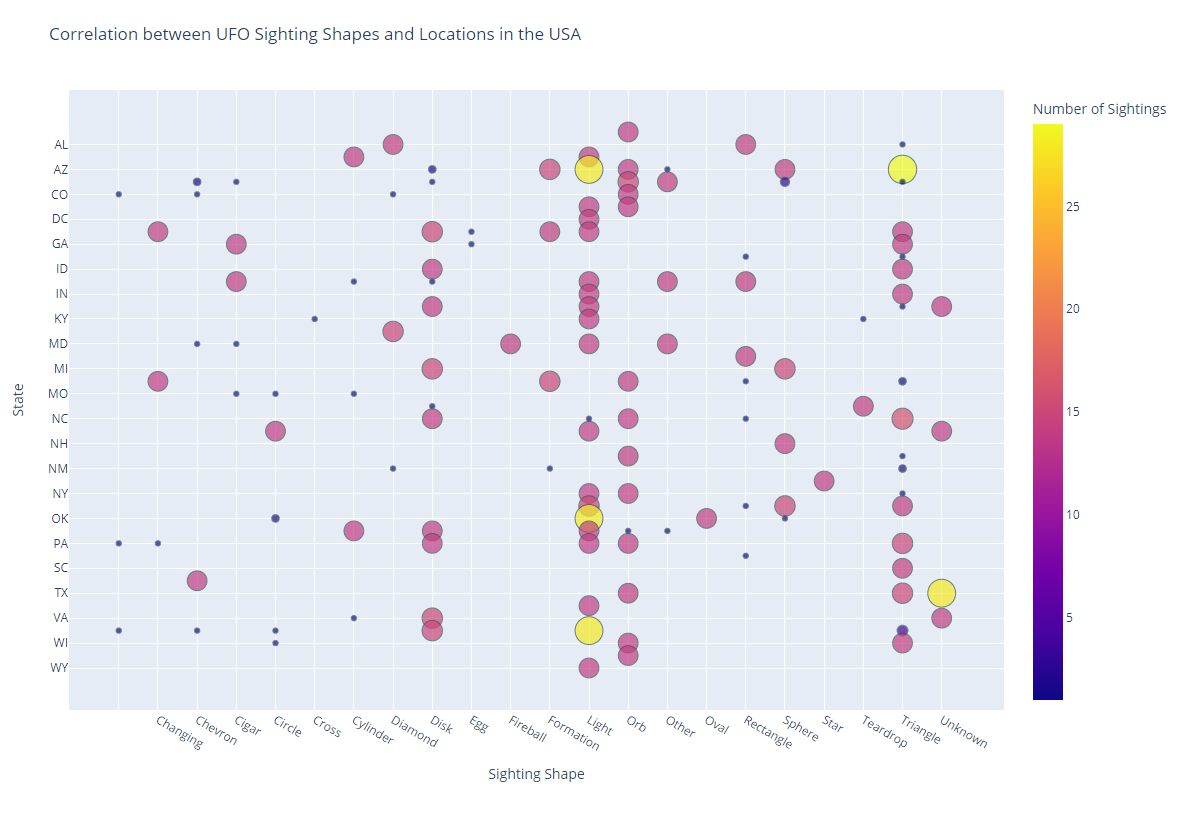 Correlation between UFO Sighting Shapes and Locations in the USA
Number of Sightings
AL
AZ
CO
DC
GA
ID
IN
KY
MD
MI
MO
NC
NH
NM
NY
OK
PA
SC
TX
VA
WI
WY
State
25
20
15
10
5
Changing
Chevron
Cigar
Circle
Cross
Cylinder
Diamond
Disk
Egg
Fireball
Formation
Light
Orb
Other
Oval
Rectangle
Sphere
Star
Teardrop
Triangle
Unknown
Sighting Shape